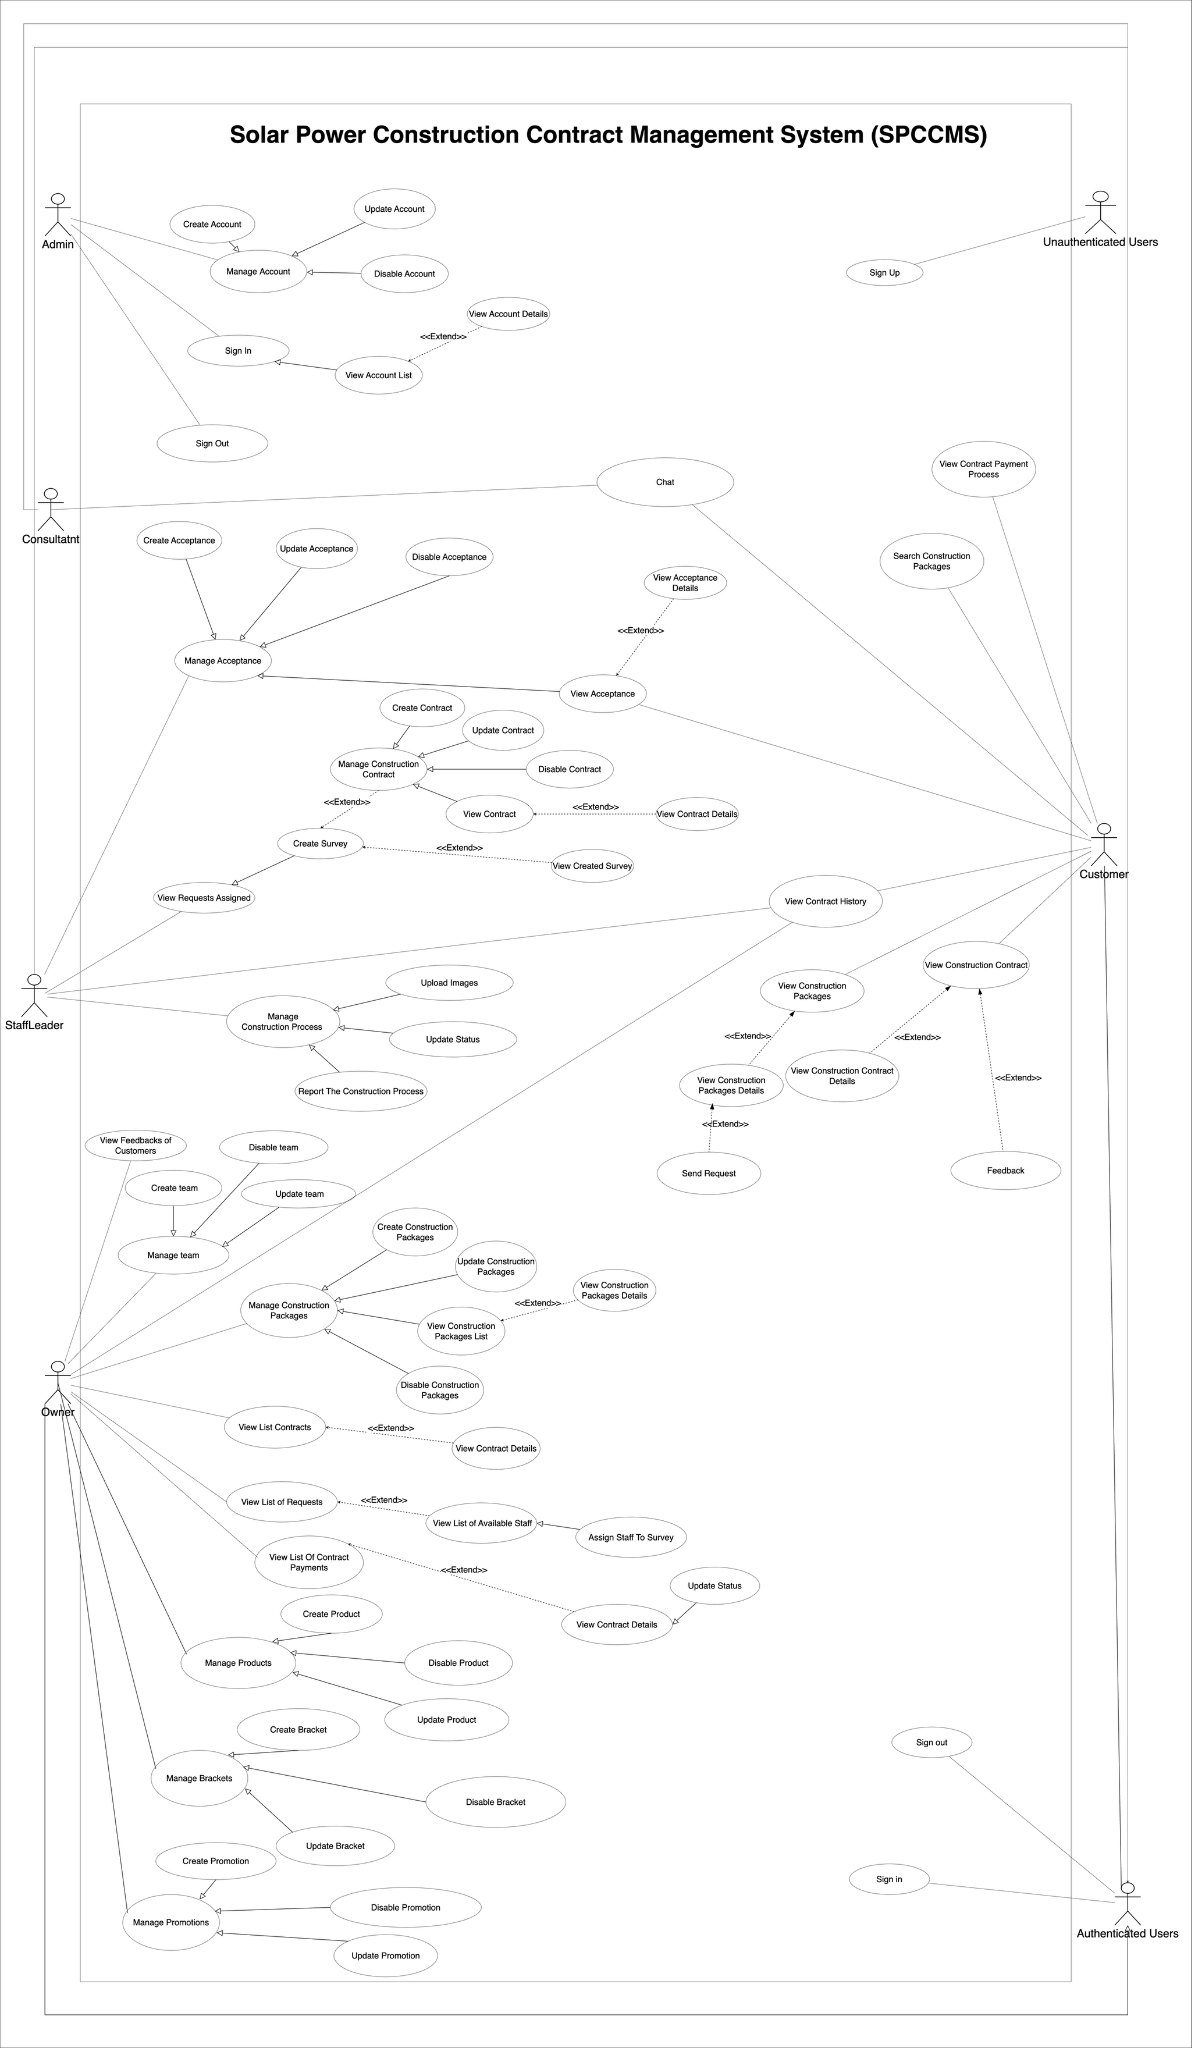 Solar Power Construction Contract Management System (SPCCMS)
Admin
Create Account
Update Account
Manage Account
Disable Account
Unauthenticated Users
Sign Up
View Account Details
<<Extend>>
Sign In
View Account List
Sign Out
View Contract Payment
Process
Chat
Consultatnt
Create Acceptance
Update Acceptance
Disable Acceptance
Search Construction
Packages
View Acceptance
Details
<<Extend>>
Manage Acceptance
View Acceptance
Create Contract
Update Contract
Manage Construction
Contract
Disable Contract
<<Extend>>
View Contract
<<Extend>>
View Contract Details
Create Survey
<<Extend>>
View Created Survey
Customer
View Requests Assigned
View Contract History
View Construction Contract
StaffLeader
Upload Images
Manage
Construction Process
Update Status
Report The Construction Process
View Construction
Packages
<<Extend>>
<<Extend>>
View Construction
Packages Details
View Construction Contract
Details
<<Extend>>
<<Extend>>
Send Request
Feedback
View Feedbacks of
Customers
Disable team
Create team
Update team
Manage team
Create Construction
Packages
Update Construction
Packages
View Construction
Packages Details
Manage Construction
Packages
<<Extend>>
View Construction
Packages List
Disable Construction
Packages
Owner
View List Contracts
<<Extend>>
View Contract Details
View List of Requests
<<Extend>>
View List of Available Staff
Assign Staff To Survey
View List Of Contract
Payments
<<Extend>>
Update Status
View Contract Details
Create Product
Manage Products
Disable Product
Update Product
Create Bracket
Manage Brackets
Disable Bracket
Update Bracket
Sign out
Create Promotion
Sign in
Disable Promotion
Manage Promotions
Update Promotion
Authenticated Users